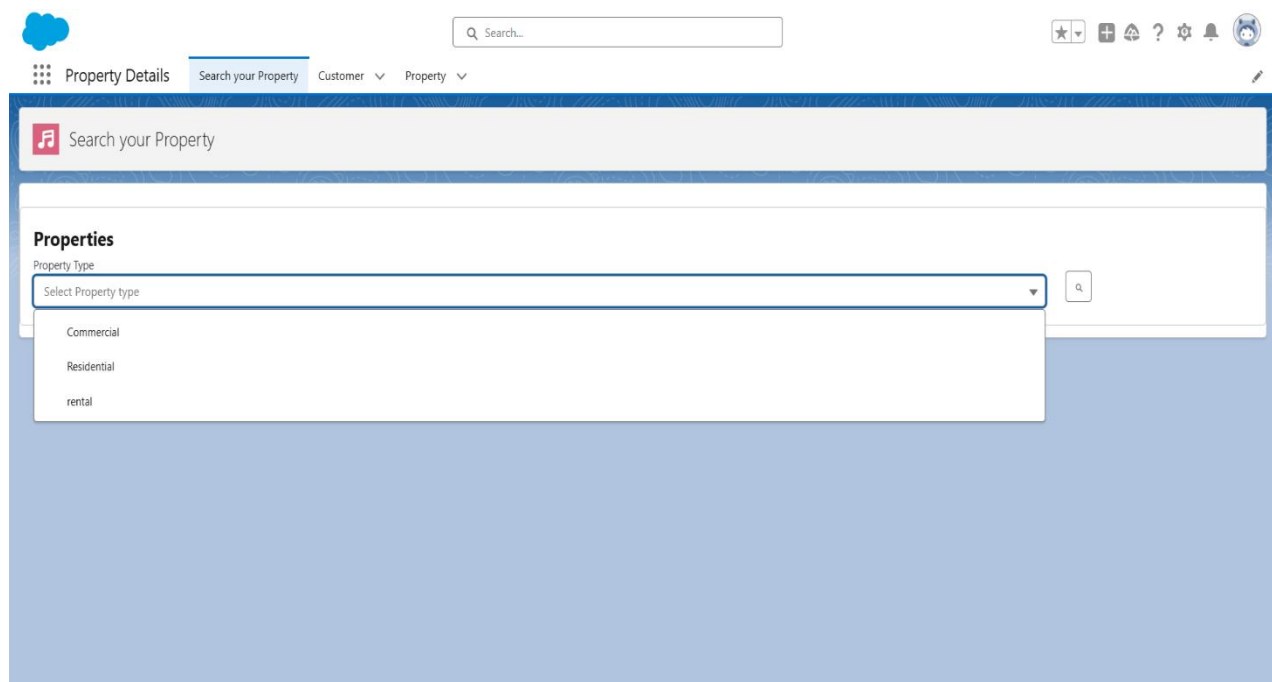 Search...
Property Details Search your Property Customer Property
Search your Property
Properties
Property Type
Select Property type
Commercial
Residential
rental